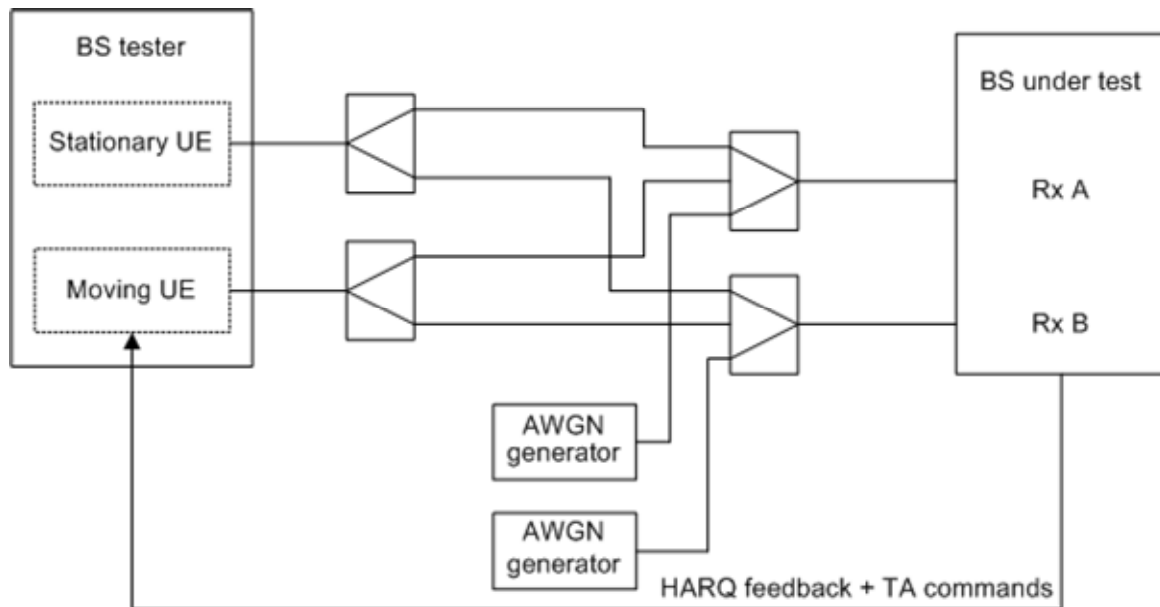 BS tester
Stationary UE
Moving UE
BS under test
Rx A
Rx B
AWGN
generator
AWGN
generator
HARQ feedback + TA commands